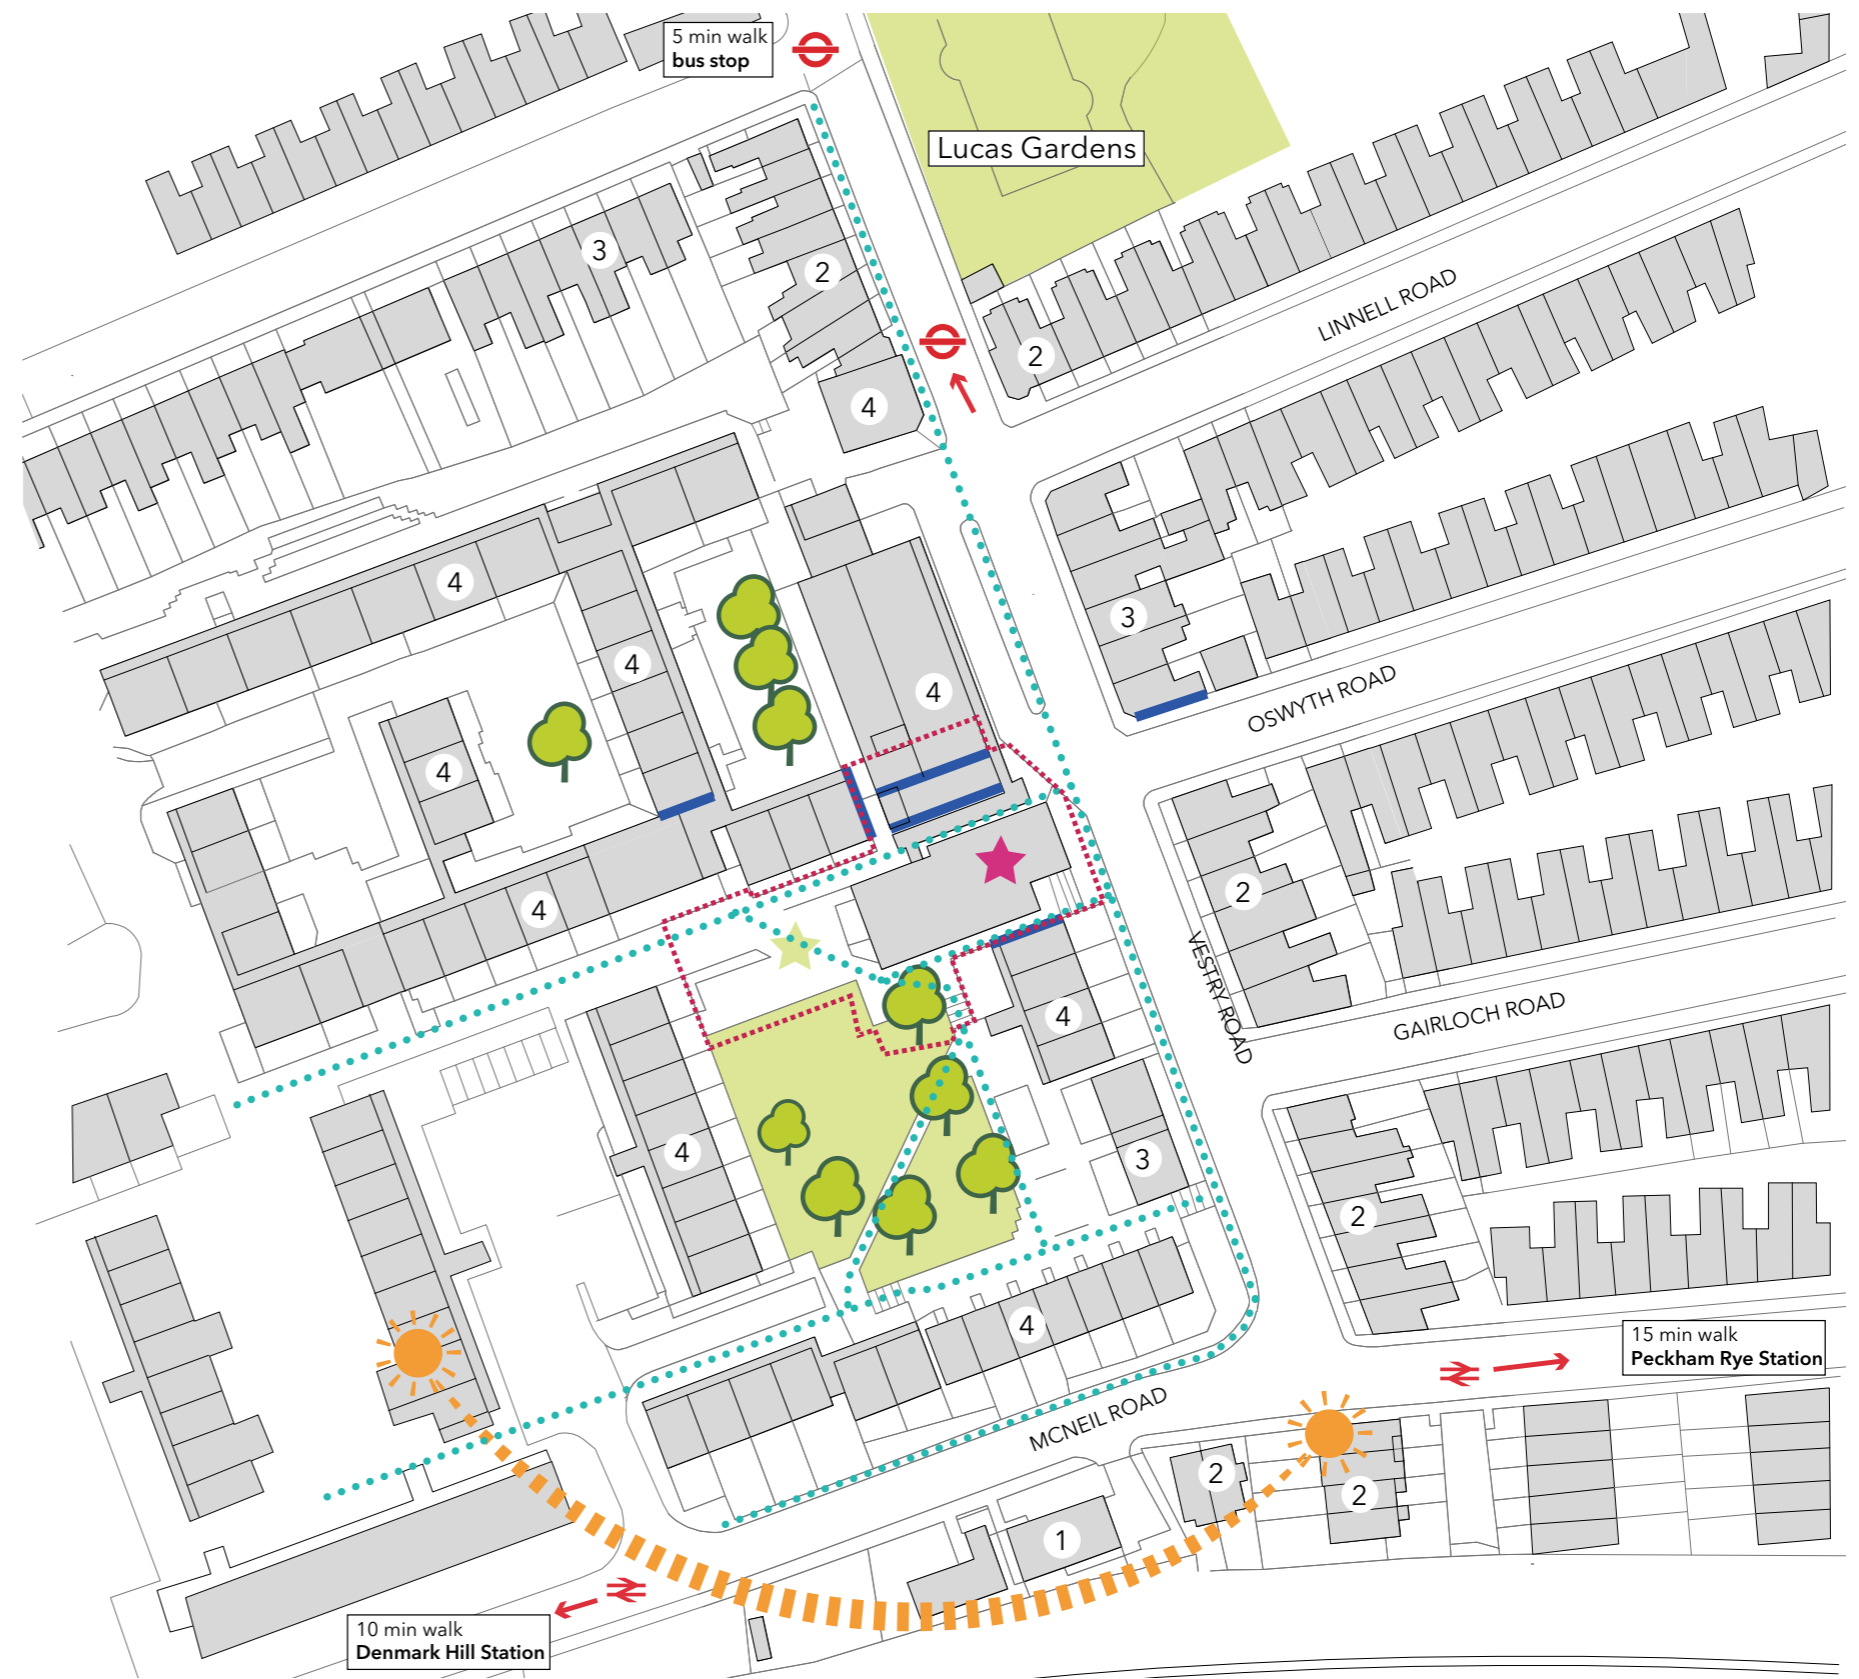 5 min walk
bus stop
Lucas Gardens
3
2
LINNELL ROAD
2
4
4
3
4
4
OSWYTH ROAD
4
2
4
VESTRY ROAD
GAIRLOCH ROAD
4
4
3
2
4
15 min walk
Peckham Rye Station
MCNEIL ROAD
2
2
1
10 min walk
Denmark Hill Station